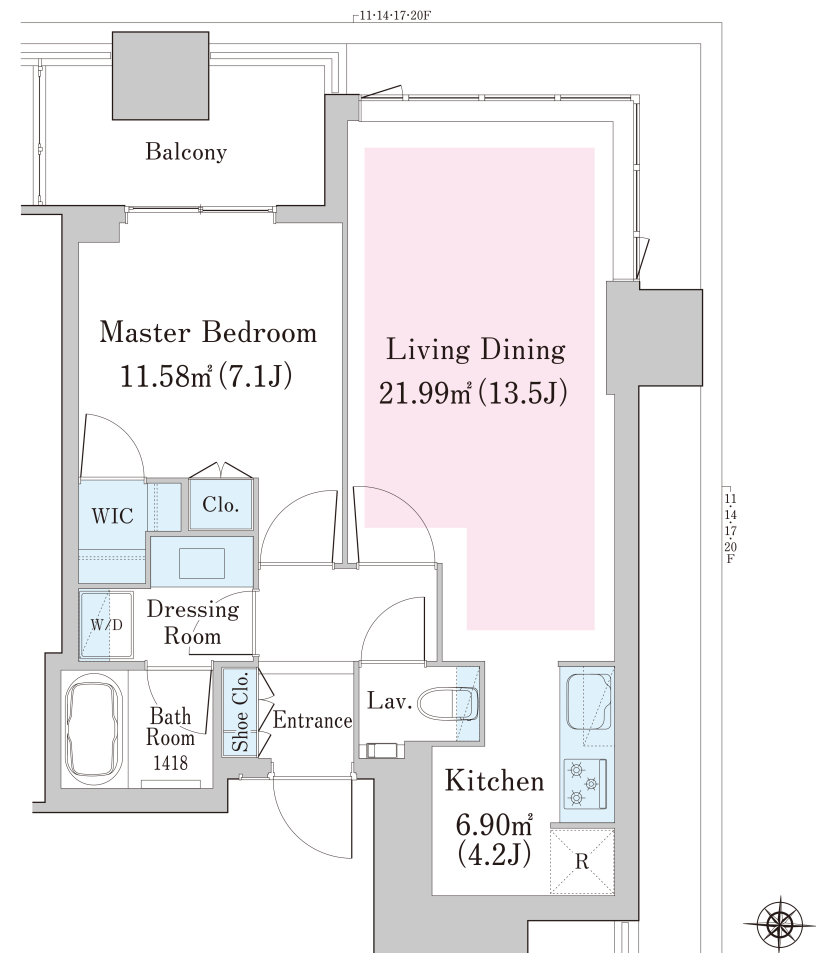 11·14·17·20F
Balcony
Master Bedroom
11.58㎡(7.1J)
Living Dining
21.99㎡(13.5J)
WIC
Clo.
11·14·17·20F
W/D
Dressing
Room
Bath
Room
1418
Shoe Clo.
Entrance
Lav.
Kitchen
6.90㎡
(4.2J)
R